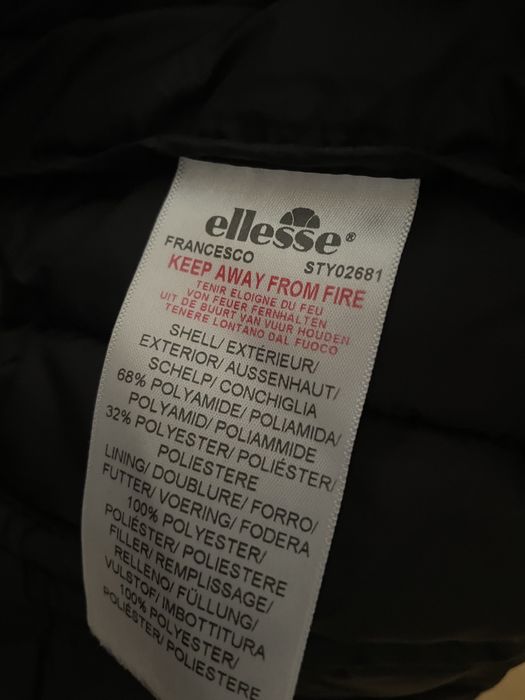 ellesse®
FRANCESCO STY02681
KEEP AWAY FROM FIRE
TENIR ELOIGNE DU FEU
VON FEUER FERNHALTEN
UIT DE BUURT VAN VUUR HOUDEN
TENERE LONTANO DAL FUOCO
SHELL/ EXTÉRIEUR/
EXTERIOR/ AUSSENHAUT/
SCHELP/ CONCHIGLIA
68% POLYAMIDE/ POLIAMIDA/
POLYAMID/ POLIAMMIDE
32% POLYESTER/ POLIÉSTER/
POLIESTERE
LINING/ DOUBLURE/ FORRO/
FUTTER/ VOERING/ FODERA
100% POLYESTER/
POLIÉSTER/ POLIESTERE
FILLER/ REMPLISSAGE/
RELLENO/ FÜLLUNG/
VULSTOF/ IMBOTTITURA
100% POLYESTER/
POLIÉSTER/ POLIESTERE